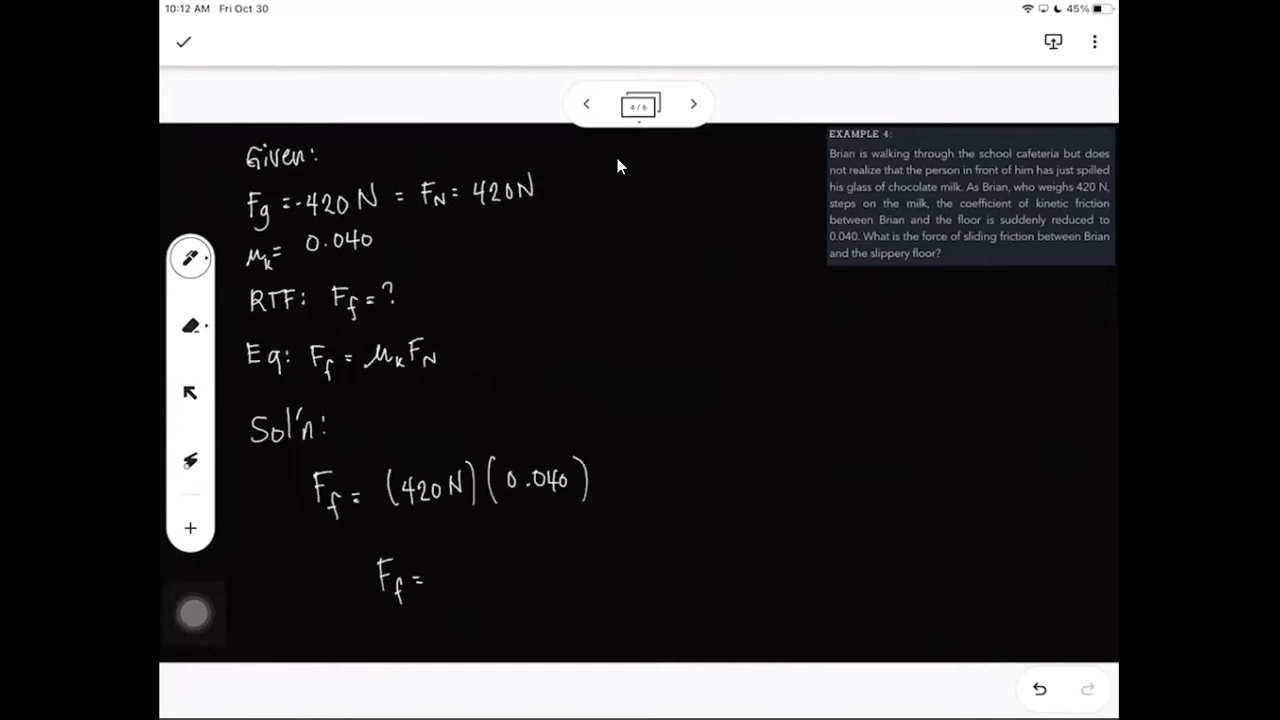 10:12 AM Fri Oct 30
45%
4 / 6
Given:
Fg = -420 N = FN = 420N
μk = 0.040
RTF: Ff = ?
Eq: Ff = μk FN
Sol'n:
Ff = (420N)(0.040)
Ff =
EXAMPLE 4:
Brian is walking through the school cafeteria but does
not realize that the person in front of him has just spilled
his glass of chocolate milk. As Brian, who weighs 420 N,
steps on the milk, the coefficient of kinetic friction
between Brian and the floor is suddenly reduced to
0.040. What is the force of sliding friction between Brian
and the slippery floor?